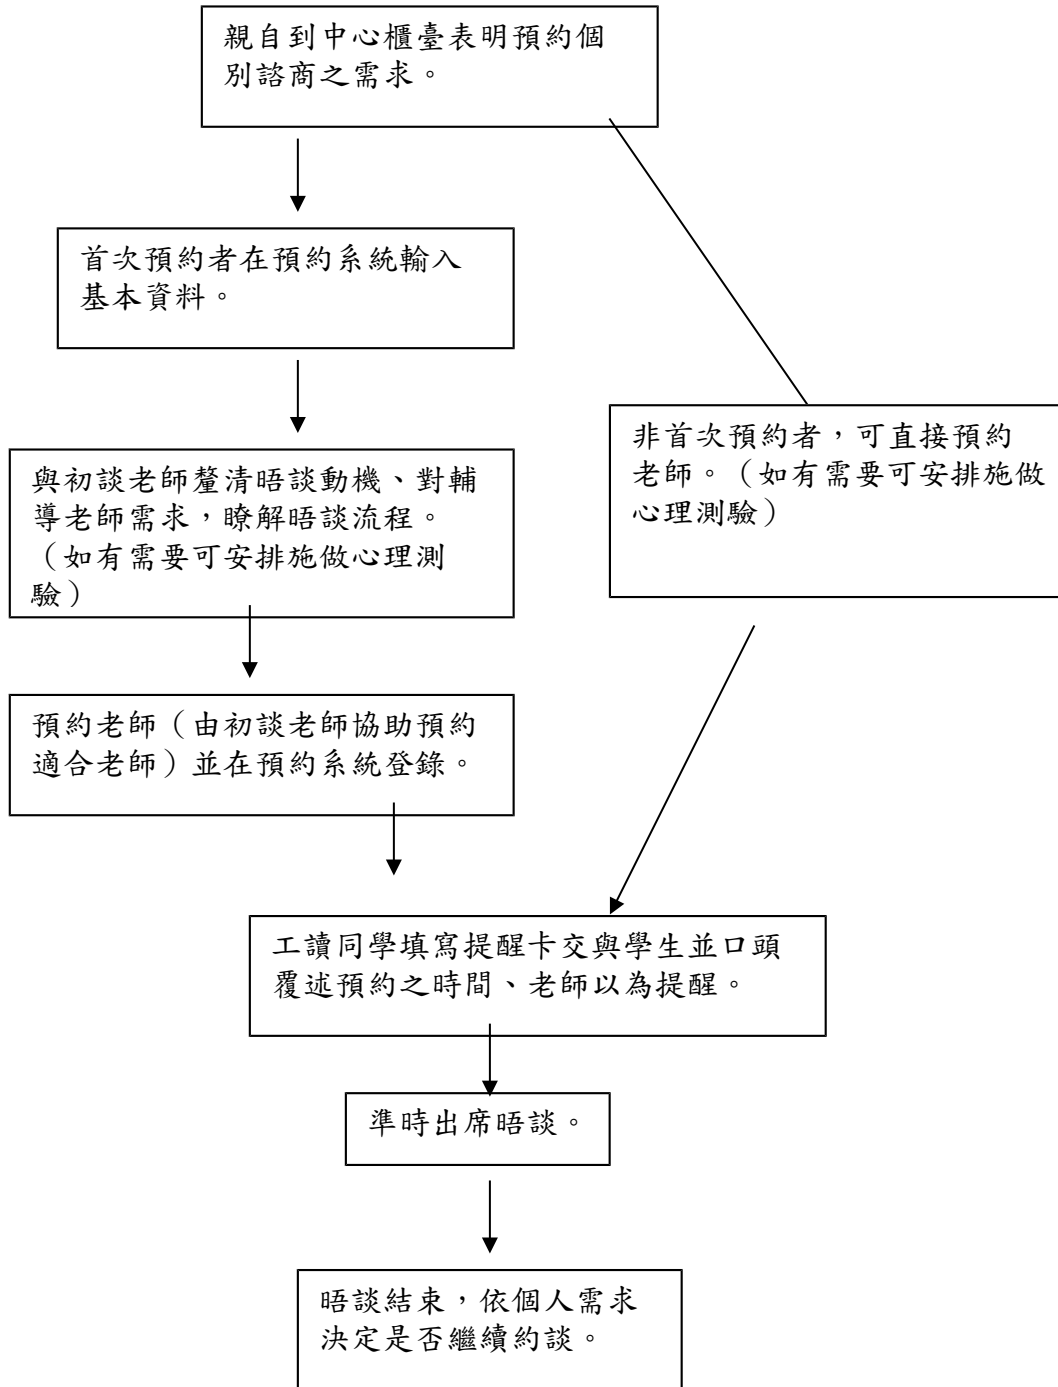 親自到中心櫃臺表明預約個
別諮商之需求。
首次預約者在預約系統輸入
基本資料。
與初談老師釐清晤談動機、對輔
導老師需求，瞭解晤談流程。
（如有需要可安排施做心理測
驗）
非首次預約者，可直接預約
老師。（如有需要可安排施做
心理測驗）
預約老師（由初談老師協助預約
適合老師）並在預約系統登錄。
工讀同學填寫提醒卡交與學生並口頭
覆述預約之時間、老師以為提醒。
準時出席晤談。
晤談結束，依個人需求
決定是否繼續約談。